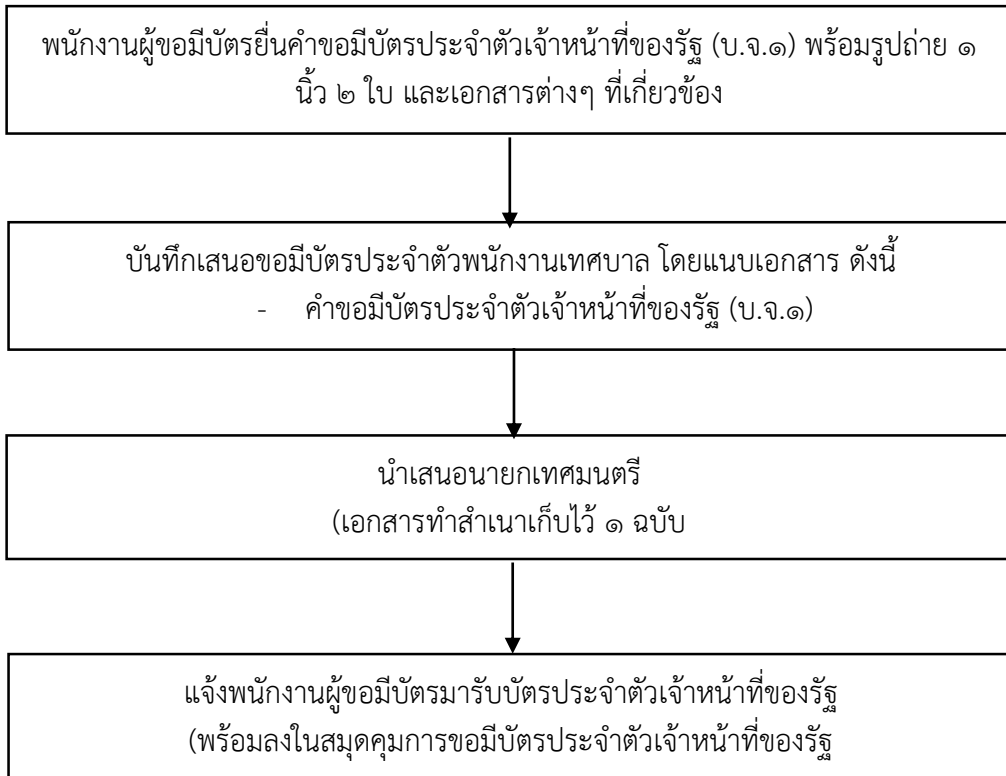 พนักงานผู้ขอมีบัตรยื่นคำขอมีบัตรประจำตัวเจ้าหน้าที่ของรัฐ (บ.จ.๑) พร้อมรูปถ่าย ๑
นิ้ว ๒ ใบ และเอกสารต่างๆ ที่เกี่ยวข้อง
บันทึกเสนอขอมีบัตรประจำตัวพนักงานเทศบาล โดยแนบเอกสาร ดังนี้
- คำขอมีบัตรประจำตัวเจ้าหน้าที่ของรัฐ (บ.จ.๑)
นำเสนอนายกเทศมนตรี
(เอกสารทำสำเนาเก็บไว้ ๑ ฉบับ
แจ้งพนักงานผู้ขอมีบัตรมารับบัตรประจำตัวเจ้าหน้าที่ของรัฐ
(พร้อมลงในสมุดคุมการขอมีบัตรประจำตัวเจ้าหน้าที่ของรัฐ